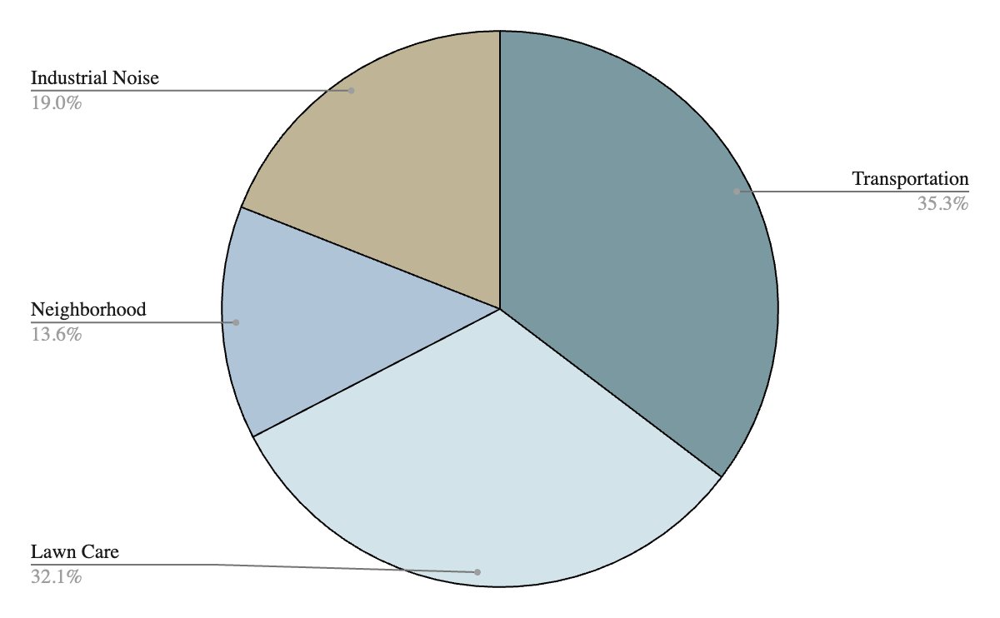 Industrial Noise
19.0%
Transportation
35.3%
Neighborhood
13.6%
Lawn Care
32.1%